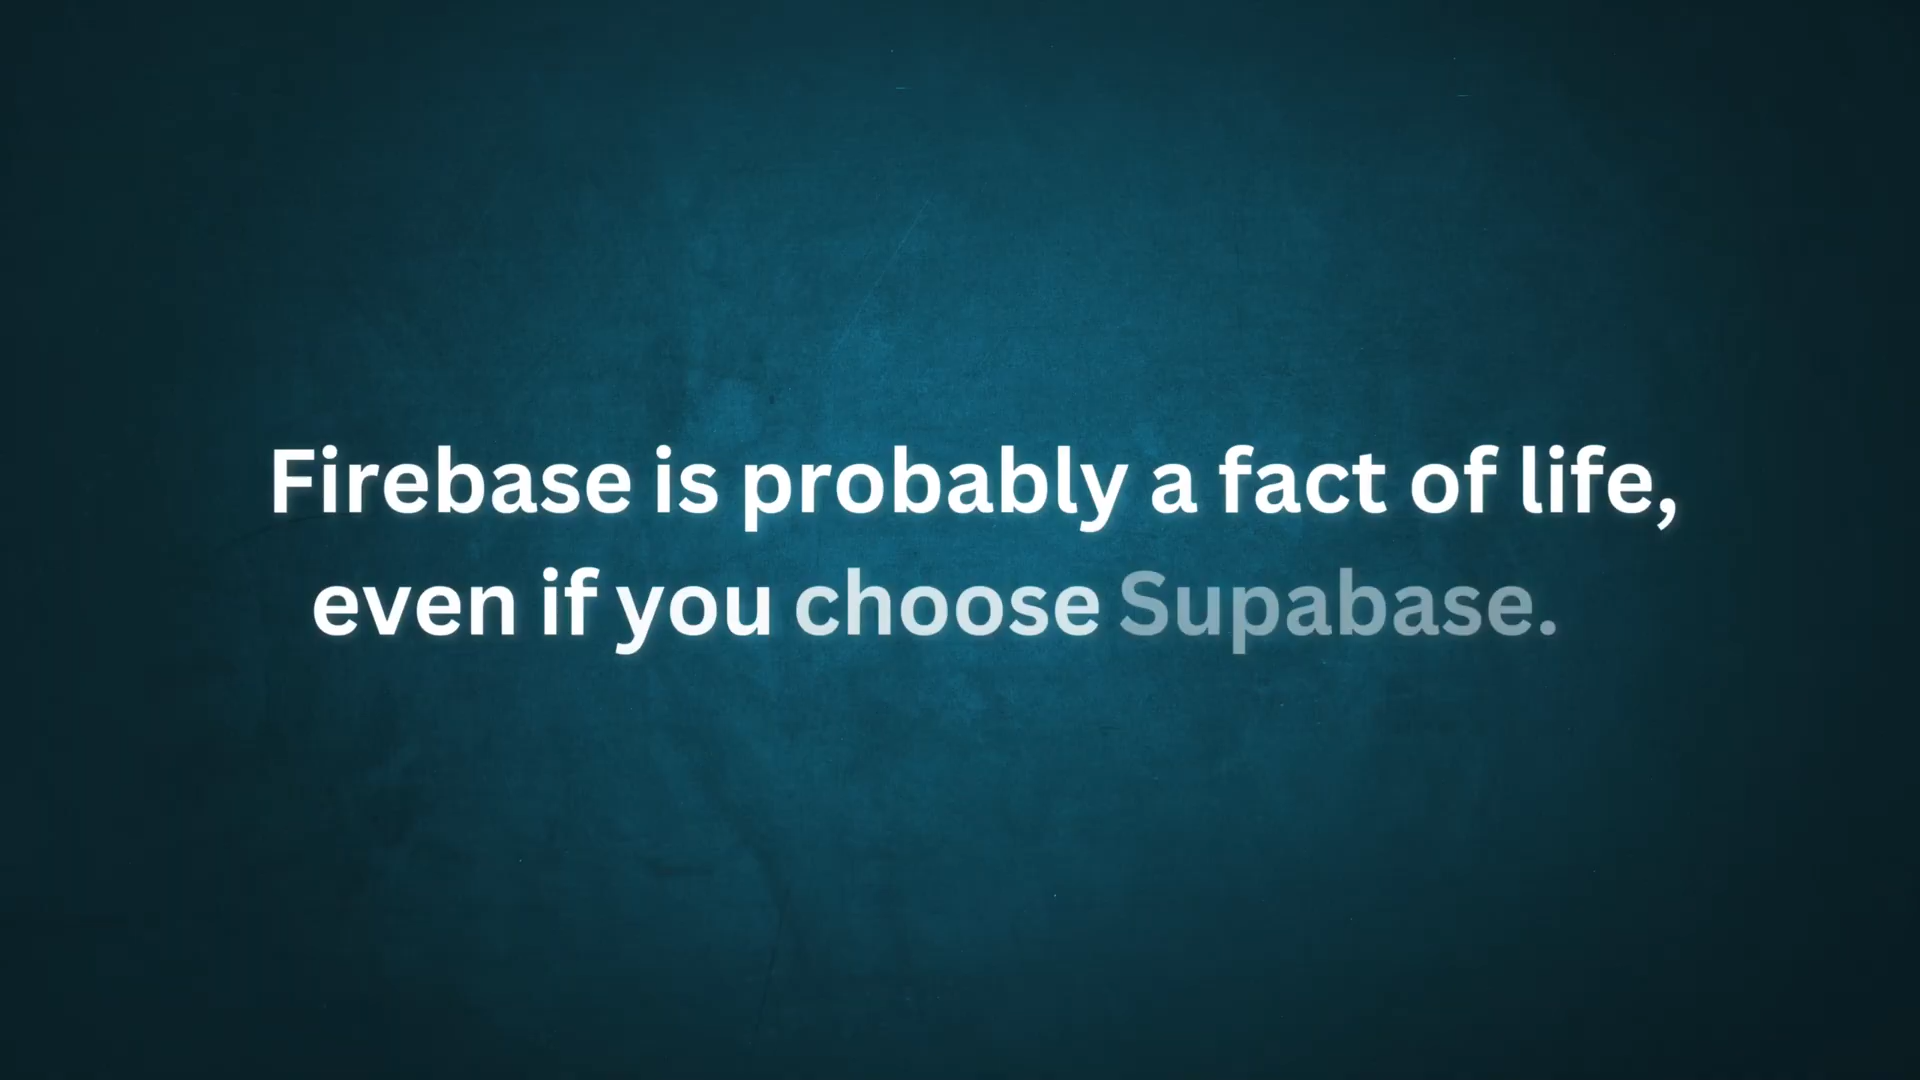 Firebase is probably a fact of life,
even if you choose Supabase.